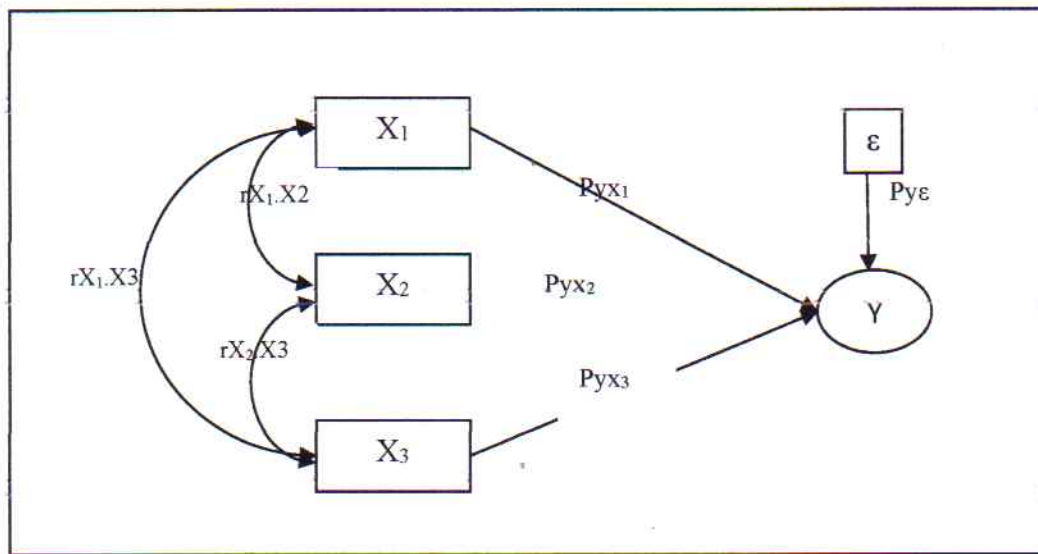 X₁
ε
Pyx₁
Pyε
rX₁.X2
rX₁.X3
X₂
Pyx₂
Y
rX₂.X3
Pyx₃
X₃